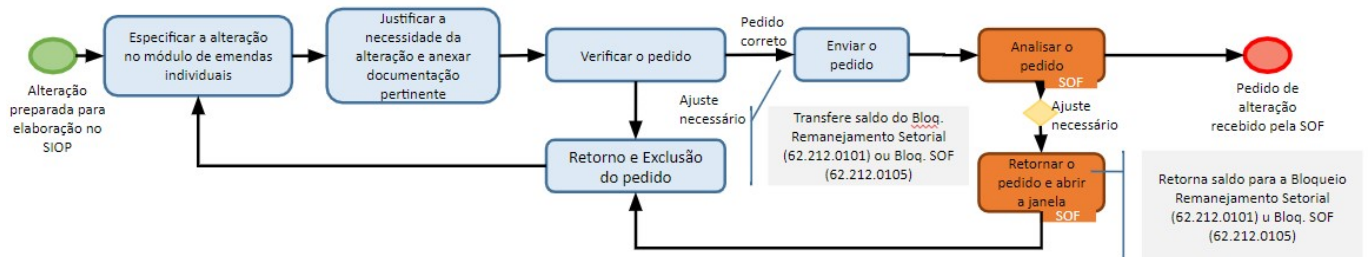 Alteração
preparada para
elaboração no
SIOP
Especificar a alteração
no módulo de emendas
individuais
Justificar a
necessidade da
alteração e anexar
documentação
pertinente
Verificar o pedido
Pedido
correto
Enviar o
pedido
Analisar o
pedido
SOF
Pedido de
alteração
recebido pela SOF
Ajuste
necessário
Transfere saldo do Bloq.
Remanejamento Setorial
(62.212.0101) ou Bloq. SOF
(62.212.0105)
Ajuste
necessário
Retorno e Exclusão
do pedido
Retornar o
pedido e abrir
a janela
SOF
Retorna saldo para a Bloqueio
Remanejamento Setorial
(62.212.0101) u Bloq. SOF
(62.212.0105)